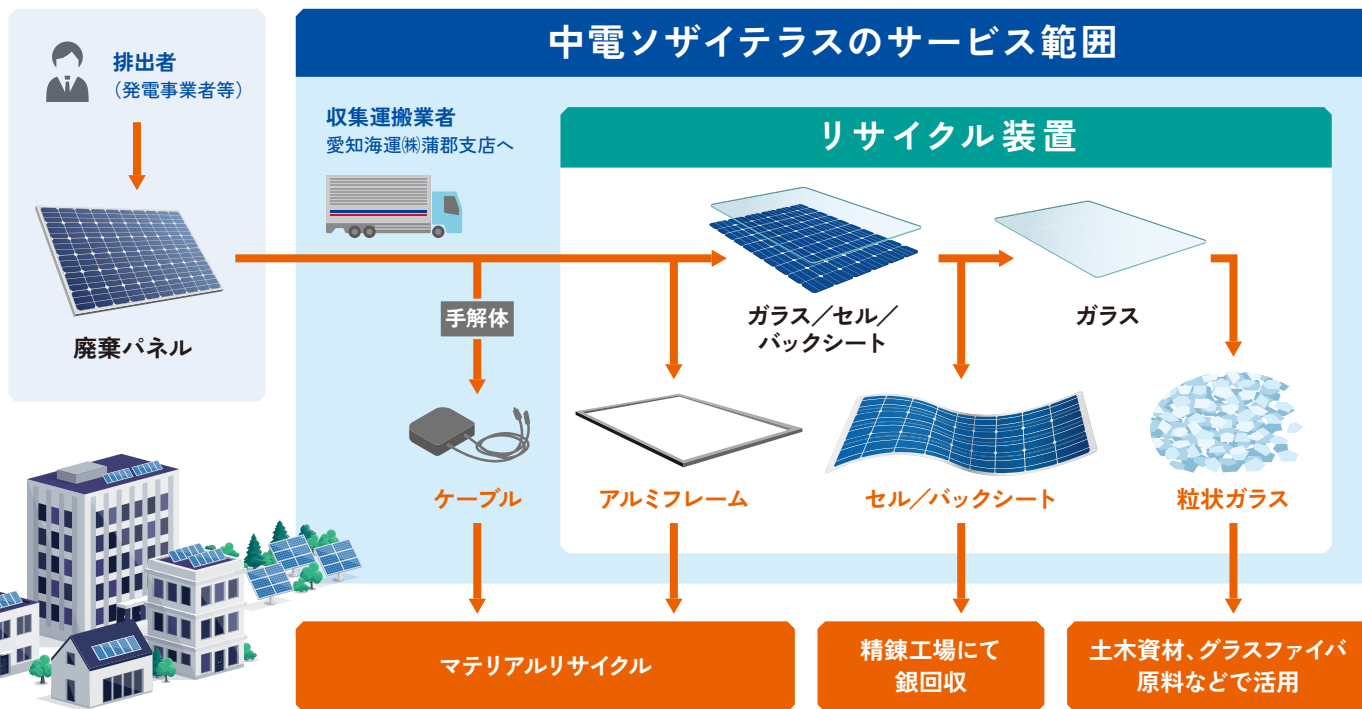 中電ソザイテラスのサービス範囲
排出者
（発電事業者等）
廃棄パネル
収集運搬業者
愛知海運㈱蒲郡支店へ
リサイクル装置
手解体
ガラス／セル／
バックシート
ガラス
ケーブル
アルミフレーム
セル／バックシート
粒状ガラス
マテリアルリサイクル
精錬工場にて
銀回収
土木資材、グラスファイバ
原料などで活用